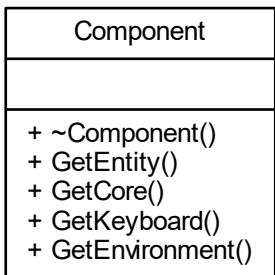 Component
+ ~Component()
+ GetEntity()
+ GetCore()
+ GetKeyboard()
+ GetEnvironment()